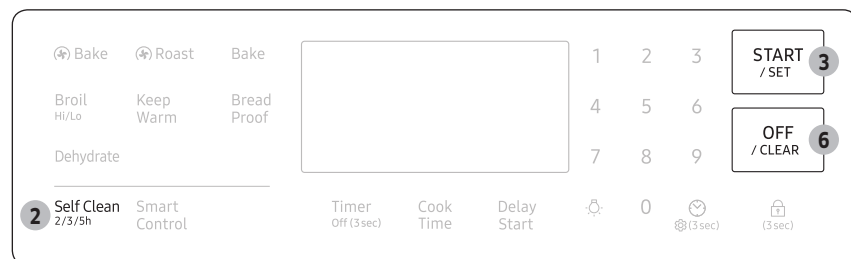 Bake Roast Bake 1 2 3 START 3
/ SET
Broil Keep Bread 4 5 6
Hi/Lo Warm Proof
OFF 6
/ CLEAR
Dehydrate 7 8 9
2 Self Clean Smart Timer Cook Delay 0
2/3/5h Control Off (3 sec) Time Start (3 sec) (3 sec)